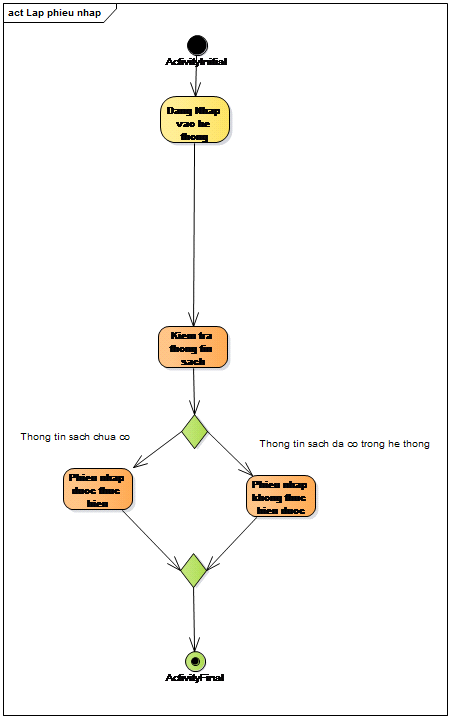 act Lap phieu nhap
ActivityInitial
Dang Nhap
vao he
thong
Kiem tra
thong tin
sach
Thong tin sach chua co
Thong tin sach da co trong he thong
Phieu nhap
duoc thuc
hien
Phieu nhap
khong thuc
hien duoc
ActivityFinal